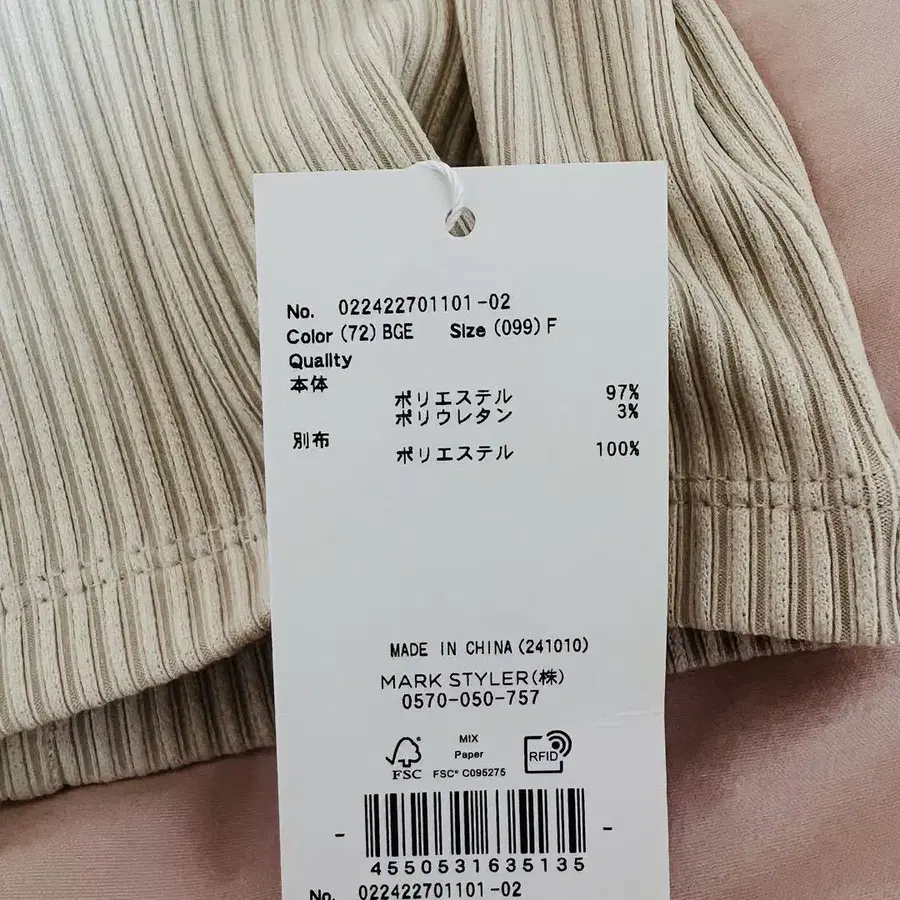 No. 022422701101-02
Color (72) BGE Size (099) F
Quality
本体
ポリエステル 97%
ポリウレタン 3%
別布
ポリエステル 100%
MADE IN CHINA (241010)
MARK STYLER(株)
0570-050-757
FSC
MIX
Paper
FSC® C095275
RFID
4550531635135
No. 022422701101-02